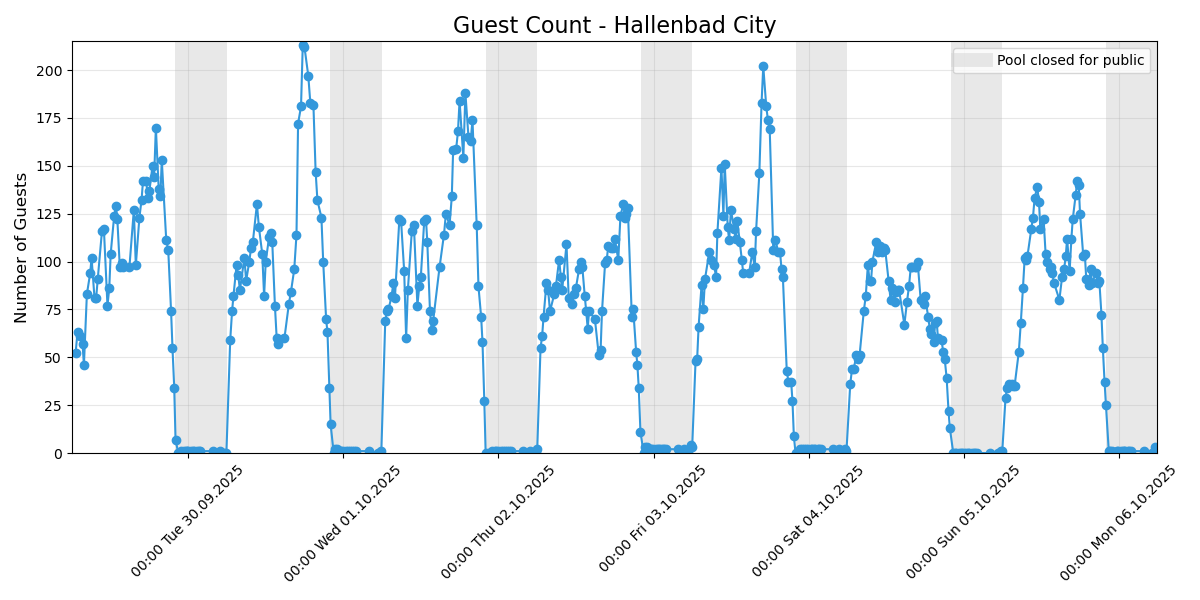 Guest Count - Hallenbad City
Pool closed for public
Number of Guests
200
175
150
125
100
75
50
25
0
00:00 Tue 30.09.2025
00:00 Wed 01.10.2025
00:00 Thu 02.10.2025
00:00 Fri 03.10.2025
00:00 Sat 04.10.2025
00:00 Sun 05.10.2025
00:00 Mon 06.10.2025